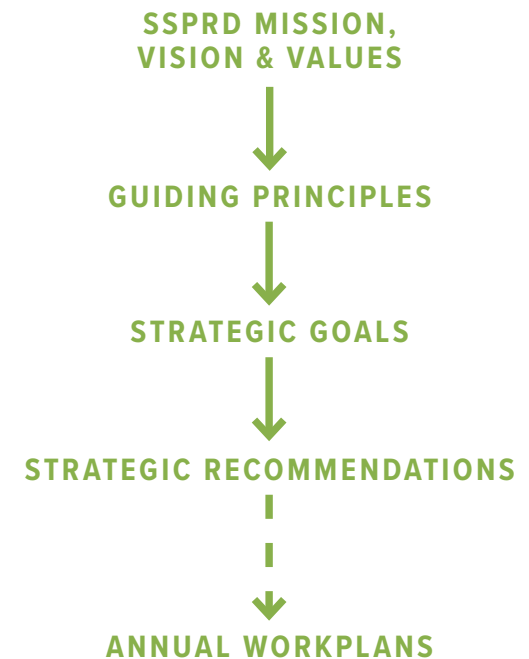 SSPRD MISSION,
VISION & VALUES
GUIDING PRINCIPLES
STRATEGIC GOALS
STRATEGIC RECOMMENDATIONS
ANNUAL WORKPLANS